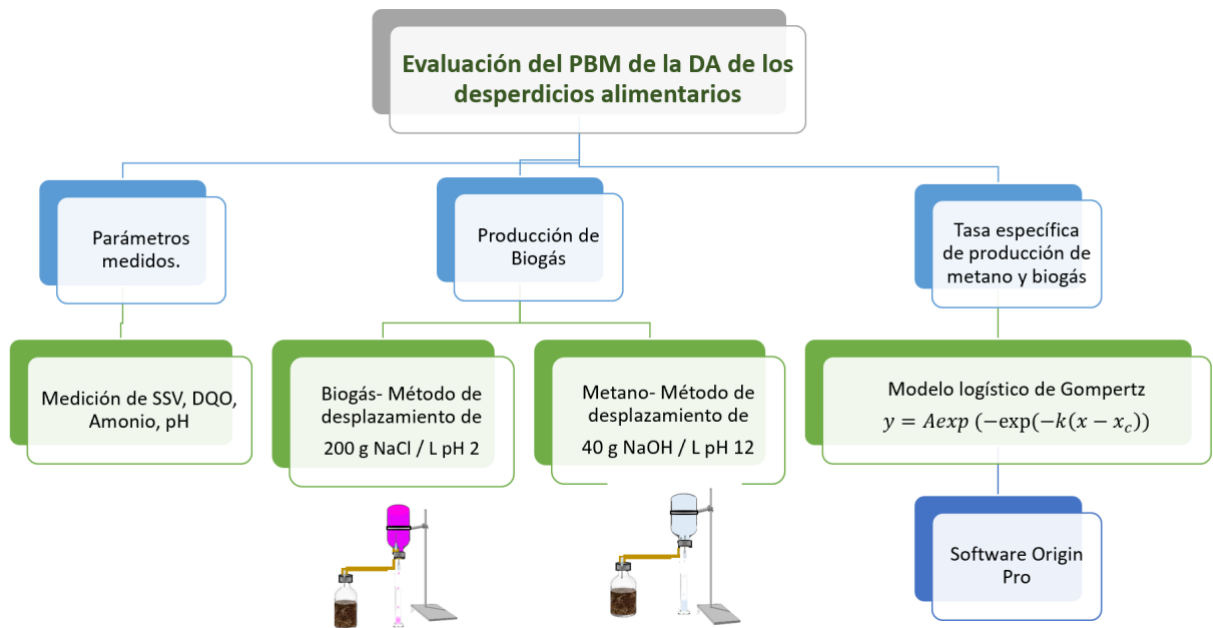 Evaluación del PBM de la DA de los
desperdicios alimentarios
Parámetros
medidos.
Producción de
Biogás
Tasa específica
de producción de
metano y biogás
Medición de SSV, DQO,
Amonio, pH
Biogás- Método de
desplazamiento de
200 g NaCl / L pH 2
Metano- Método de
desplazamiento de
40 g NaOH / L pH 12
Modelo logístico de Gompertz
y = Aexp (−exp(−k(x − x_c))
Software Origin
Pro